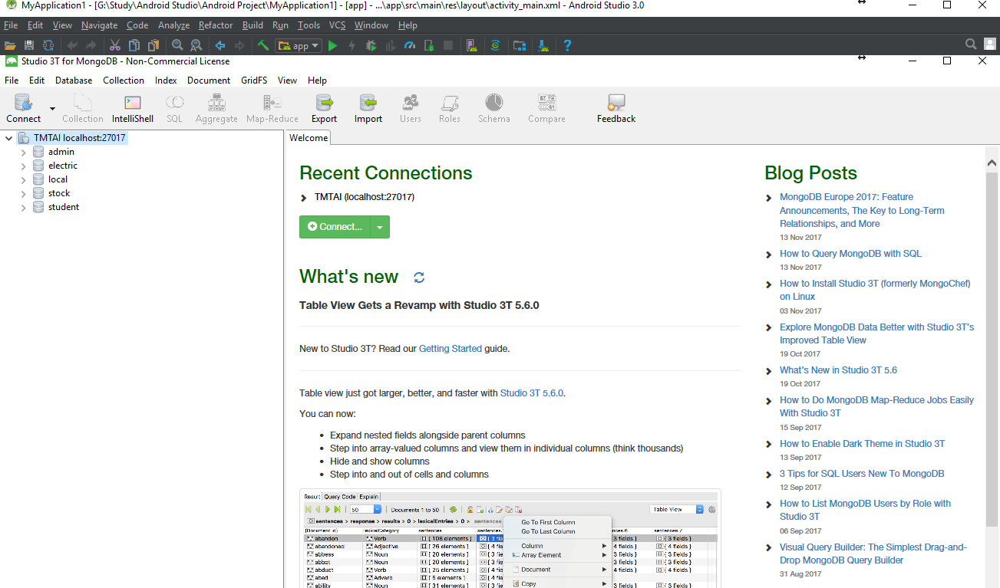 MyApplication1 - [G:\Study\Android Studio\Android Project\MyApplication1] - [app] - ...\app\src\main\res\layout\activity_main.xml - Android Studio 3.0
File Edit View Navigate Code Analyze Refactor Build Run Tools VCS Window Help
app
Studio 3T for MongoDB - Non-Commercial License
File Edit Database Collection Index Document GridFS View Help
Connect Collection IntelliShell SQL Aggregate Map-Reduce Export Import Users Roles Schema Compare Feedback
TMTAI localhost:27017
admin
electric
local
stock
student
Welcome
Recent Connections
TMTAI (localhost:27017)
Connect...
What's new
Table View Gets a Revamp with Studio 3T 5.6.0
New to Studio 3T? Read our Getting Started guide.
Table view just got larger, better, and faster with Studio 3T 5.6.0.
You can now:
Expand nested fields alongside parent columns
Step into array-valued columns and view them in individual columns (think thousands)
Hide and show columns
Step into and out of cells and columns
Result Query Code Explain
50 Documents 1 to 50 Table View
sentences > response > results > 0 > lexicalEntries > 0 > sentences
(Document id) lexicalCategory sentences sentences. nces.6 sentences.7
abandon Verb [ 108 elements ] { 3 fie 3 fields } { 3 fields }
abandoned Adjective [ 26 elements ] { 4 fie 4 fields } { 4 fields }
abbess Noun [ 20 elements ] { 3 fie 3 fields } { 3 fields }
abbot Noun [ 20 elements ] { 3 fie 3 fields } { 3 fields }
abduct Verb [ 25 elements ] { 4 fie 4 fields } { 4 fields }
abed Adverb [ 5 elements ] { 4 fie
ability Noun [ 31 elements ] { 3 fie 3 fields } { 3 fields }
Go To First Column
Go To Last Column
Column
Array Element
Document
Copy
Blog Posts
MongoDB Europe 2017: Feature
Announcements, The Key to Long-Term
Relationships, and More
13 Nov 2017
How to Query MongoDB with SQL
13 Nov 2017
How to Install Studio 3T (formerly MongoChef)
on Linux
03 Nov 2017
Explore MongoDB Data Better with Studio 3T's
Improved Table View
19 Oct 2017
What's New in Studio 3T 5.6
19 Oct 2017
How to Do MongoDB Map-Reduce Jobs Easily
With Studio 3T
15 Sep 2017
How to Enable Dark Theme in Studio 3T
13 Sep 2017
3 Tips for SQL Users New To MongoDB
12 Sep 2017
How to List MongoDB Users by Role with
Studio 3T
06 Sep 2017
Visual Query Builder: The Simplest Drag-and-
Drop MongoDB Query Builder
31 Aug 2017